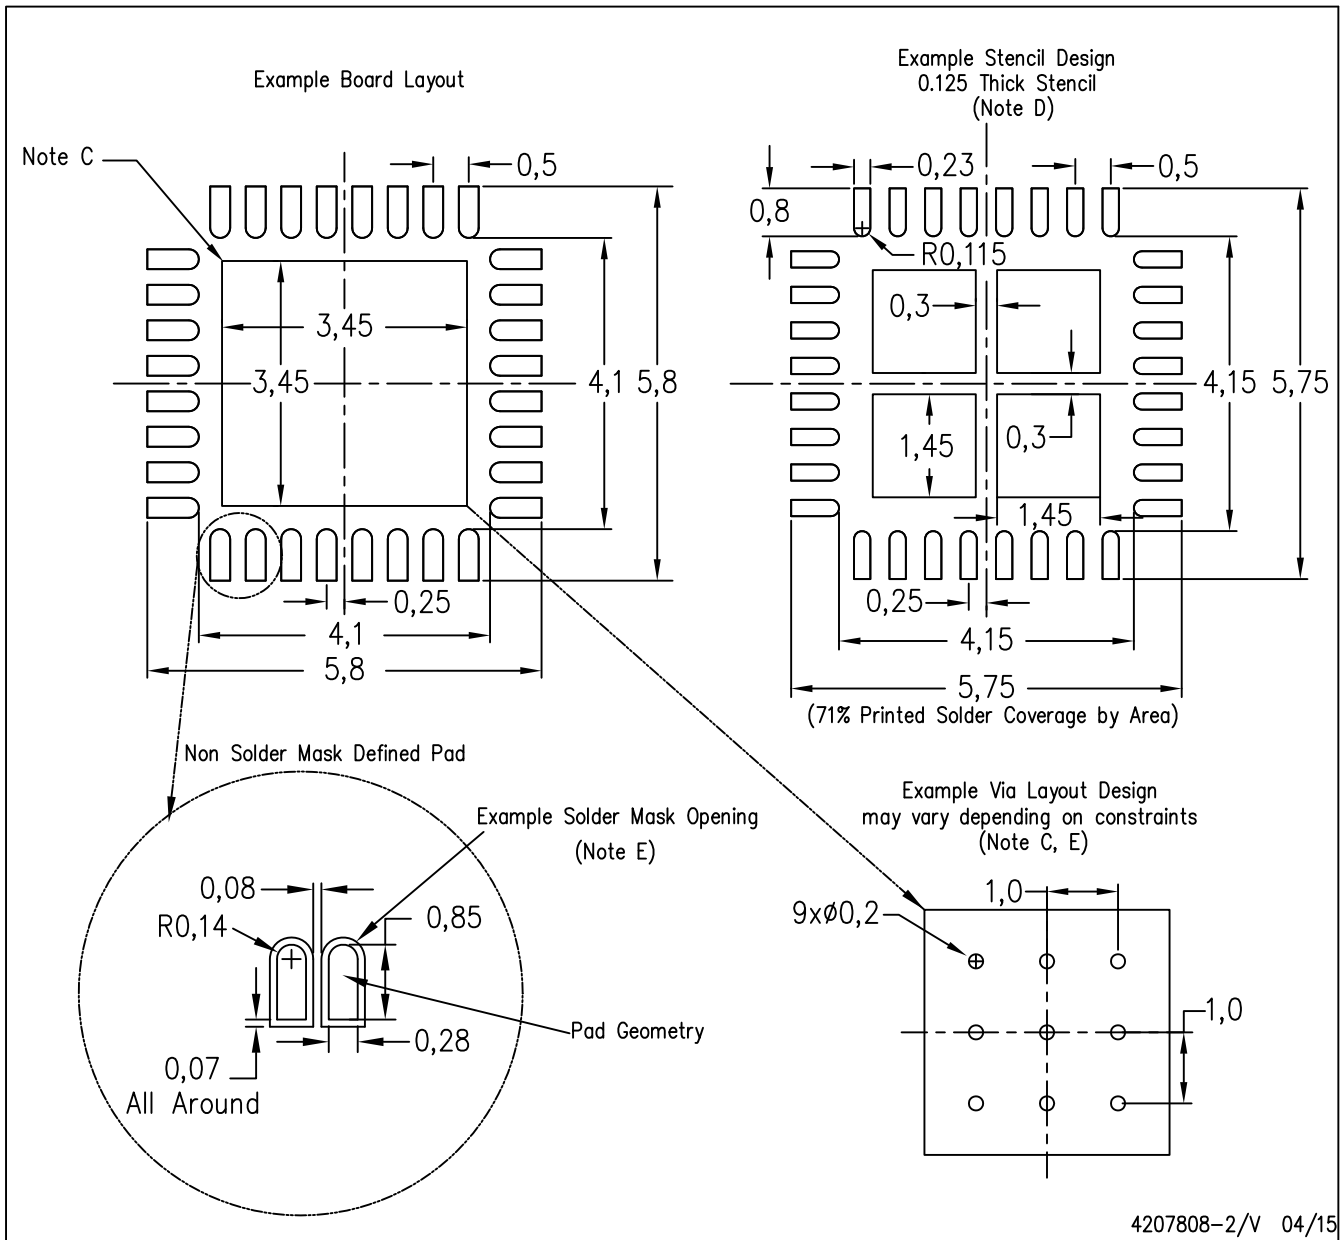 Example Board Layout
Note C
0,5
3,45
3,45
4,1
5,8
0,25
4,1
5,8
Example Stencil Design
0.125 Thick Stencil
(Note D)
0,23
0,5
0,8
R0,115
0,3
4,15
5,75
1,45
0,3
1,45
0,25
4,15
5,75
(71% Printed Solder Coverage by Area)
Non Solder Mask Defined Pad
Example Solder Mask Opening
(Note E)
0,08
R0,14
0,85
Pad Geometry
0,28
0,07
All Around
Example Via Layout Design
may vary depending on constraints
(Note C, E)
1,0
9xø0,2
1,0
4207808-2/V 04/15